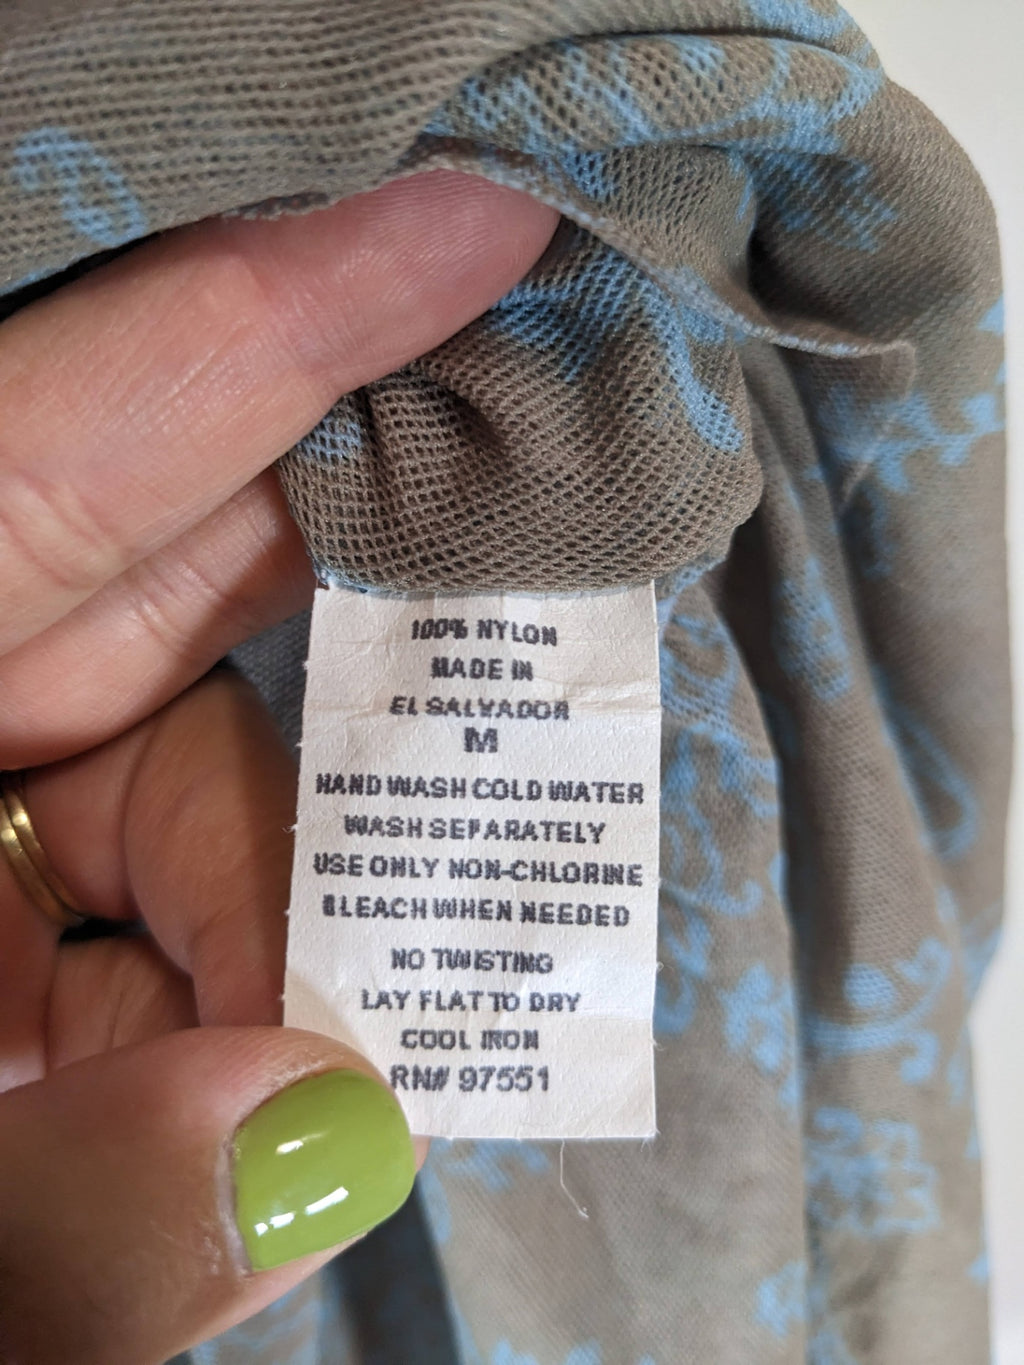 100% NYLON
MADE IN
EL SALVADOR
M
HAND WASH COLD WATER
WASH SEPARATELY
USE ONLY NON-CHLORINE
BLEACH WHEN NEEDED
NO TWISTING
LAY FLAT TO DRY
COOL IRON
RN# 97551